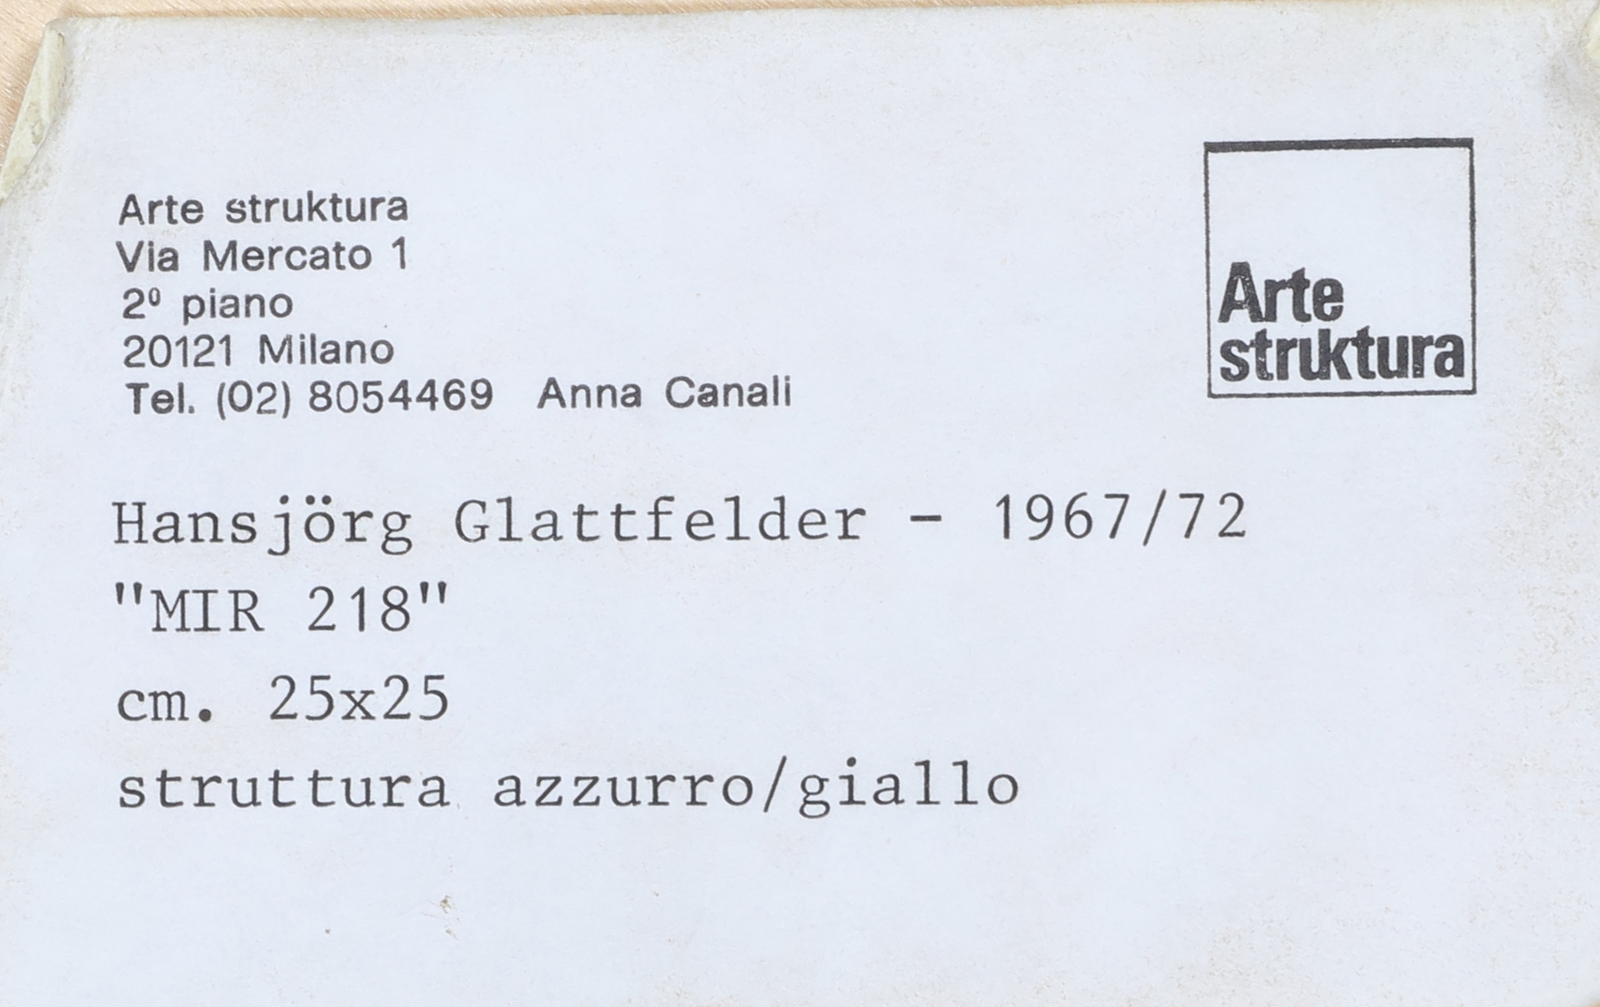 Arte struktura
Via Mercato 1
2º piano
20121 Milano
Tel. (02) 8054469 Anna Canali
Arte
struktura
Hansjörg Glattfelder - 1967/72
"MIR 218"
cm. 25x25
struttura azzurro/giallo